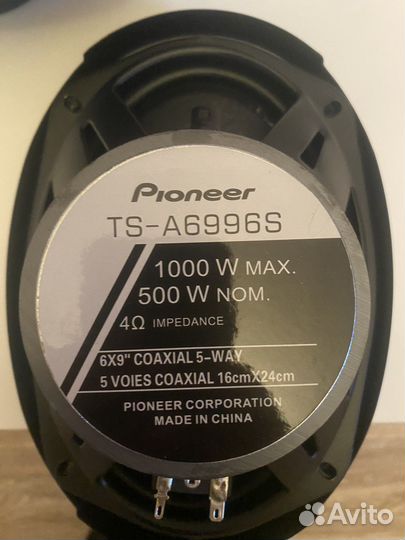 Pioneer
TS-A6996S
1000 W MAX.
500 W NOM.
4Ω IMPEDANCE
6X9" COAXIAL 5-WAY
5 VOIES COAXIAL 16cmX24cm
PIONEER CORPORATION
MADE IN CHINA
Avito